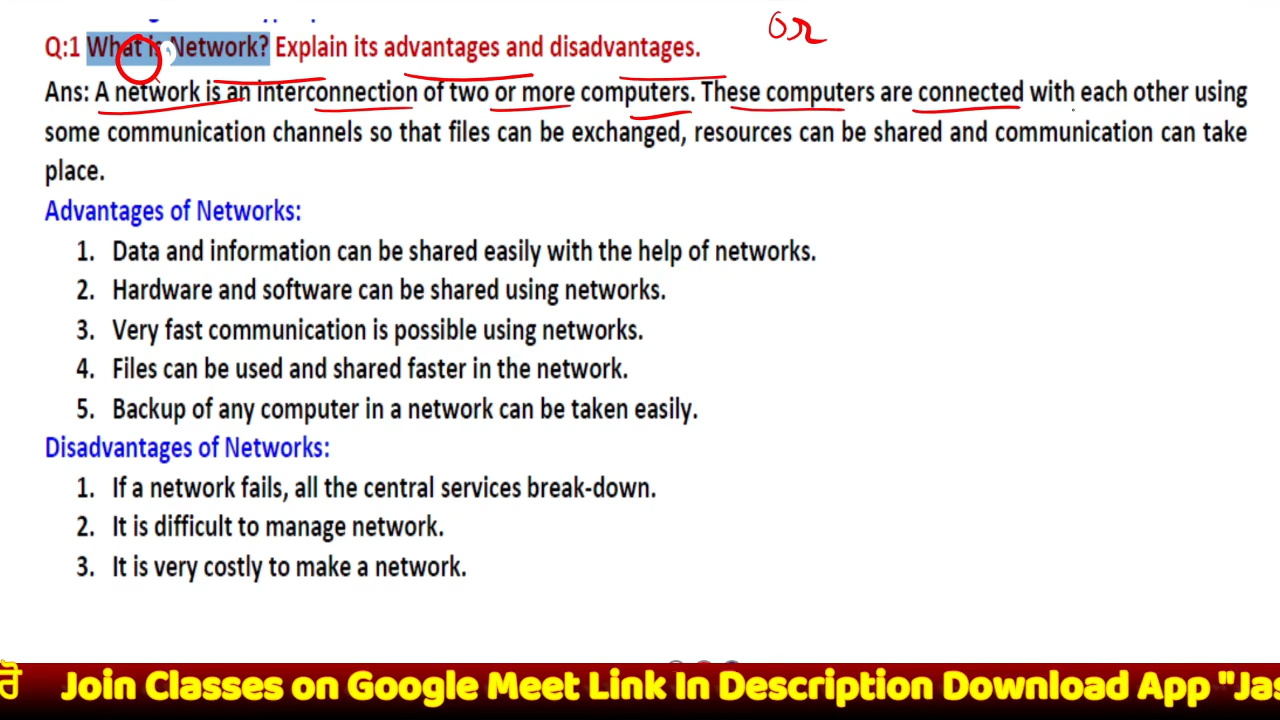 or
Q:1 What is Network? Explain its advantages and disadvantages.
Ans: A network is an interconnection of two or more computers. These computers are connected with each other using
some communication channels so that files can be exchanged, resources can be shared and communication can take
place.
Advantages of Networks:
1. Data and information can be shared easily with the help of networks.
2. Hardware and software can be shared using networks.
3. Very fast communication is possible using networks.
4. Files can be used and shared faster in the network.
5. Backup of any computer in a network can be taken easily.
Disadvantages of Networks:
1. If a network fails, all the central services break-down.
2. It is difficult to manage network.
3. It is very costly to make a network.
ਰੋ Join Classes on Google Meet Link In Description Download App "Jas